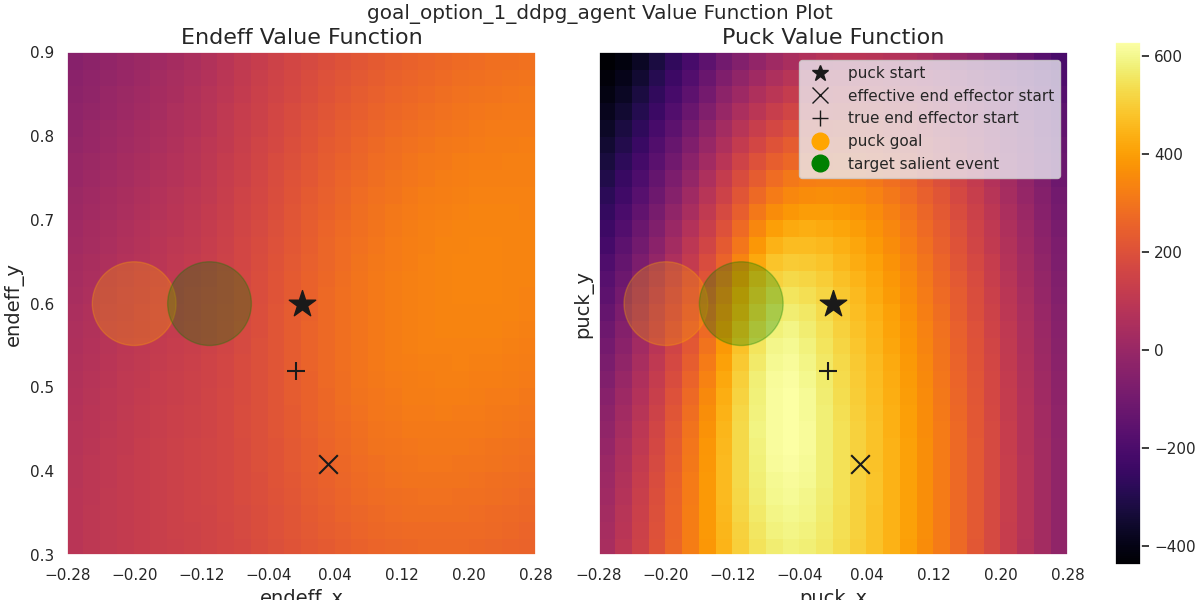 goal_option_1_ddpg_agent Value Function Plot
Endeff Value Function
Puck Value Function
0.9
0.8
0.7
0.6
0.5
0.4
0.3
endeff_y
−0.28 −0.20 −0.12 −0.04 0.04 0.12 0.20 0.28
endeff_x
puck_y
puck start
effective end effector start
true end effector start
puck goal
target salient event
−0.28 −0.20 −0.12 −0.04 0.04 0.12 0.20 0.28
puck_x
600
400
200
0
−200
−400